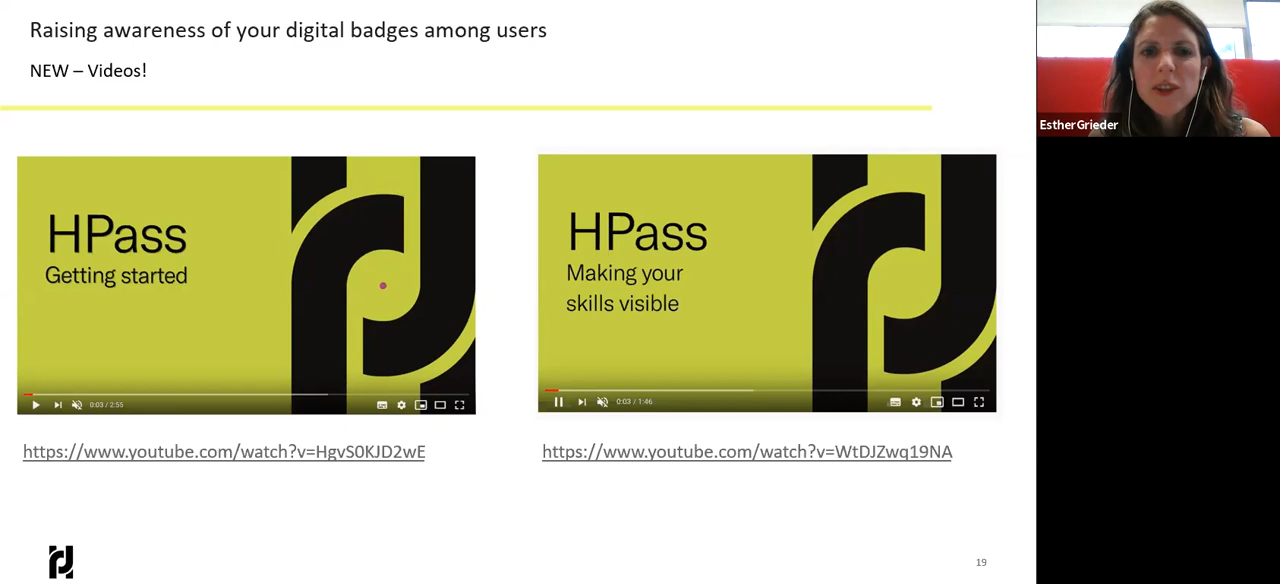 Raising awareness of your digital badges among users
NEW – Videos!
EstherGrieder
HPass
Getting started
0:03 / 2:55
HPass
Making your
skills visible
0:03 / 1:46
https://www.youtube.com/watch?v=HgvS0KJD2wE
https://www.youtube.com/watch?v=WtDJZwq19NA
19